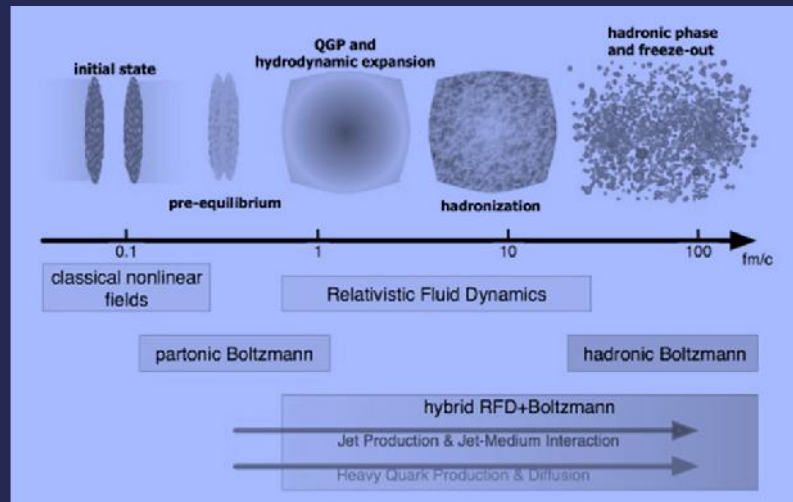 initial state
pre-equilibrium
QGP and
hydrodynamic expansion
hadronization
hadronic phase
and freeze-out
0.1
1
10
100
fm/c
classical nonlinear
fields
Relativistic Fluid Dynamics
partonic Boltzmann
hadronic Boltzmann
hybrid RFD+Boltzmann
Jet Production & Jet-Medium Interaction
Heavy Quark Production & Diffusion